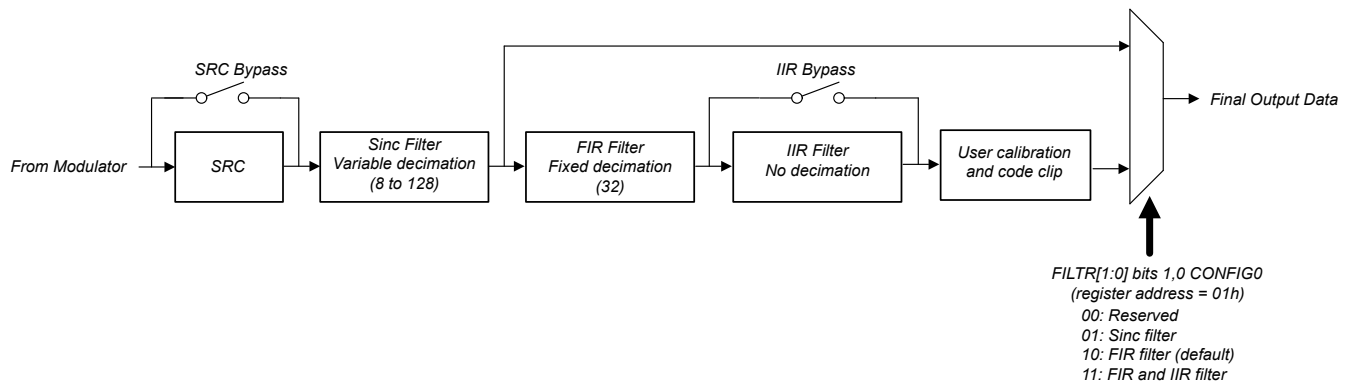 SRC Bypass
IIR Bypass
From Modulator
SRC
Sinc Filter
Variable decimation
(8 to 128)
FIR Filter
Fixed decimation
(32)
IIR Filter
No decimation
User calibration
and code clip
Final Output Data
FILTR[1:0] bits 1,0 CONFIG0
(register address = 01h)
00: Reserved
01: Sinc filter
10: FIR filter (default)
11: FIR and IIR filter